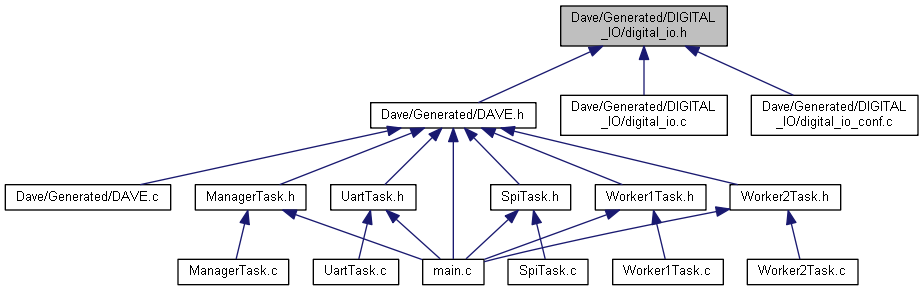 Dave/Generated/DIGITAL
_IO/digital_io.h
Dave/Generated/DAVE.h
Dave/Generated/DIGITAL
_IO/digital_io.c
Dave/Generated/DIGITAL
_IO/digital_io_conf.c
Dave/Generated/DAVE.c
ManagerTask.h
UartTask.h
SpiTask.h
Worker1Task.h
Worker2Task.h
ManagerTask.c
UartTask.c
main.c
SpiTask.c
Worker1Task.c
Worker2Task.c